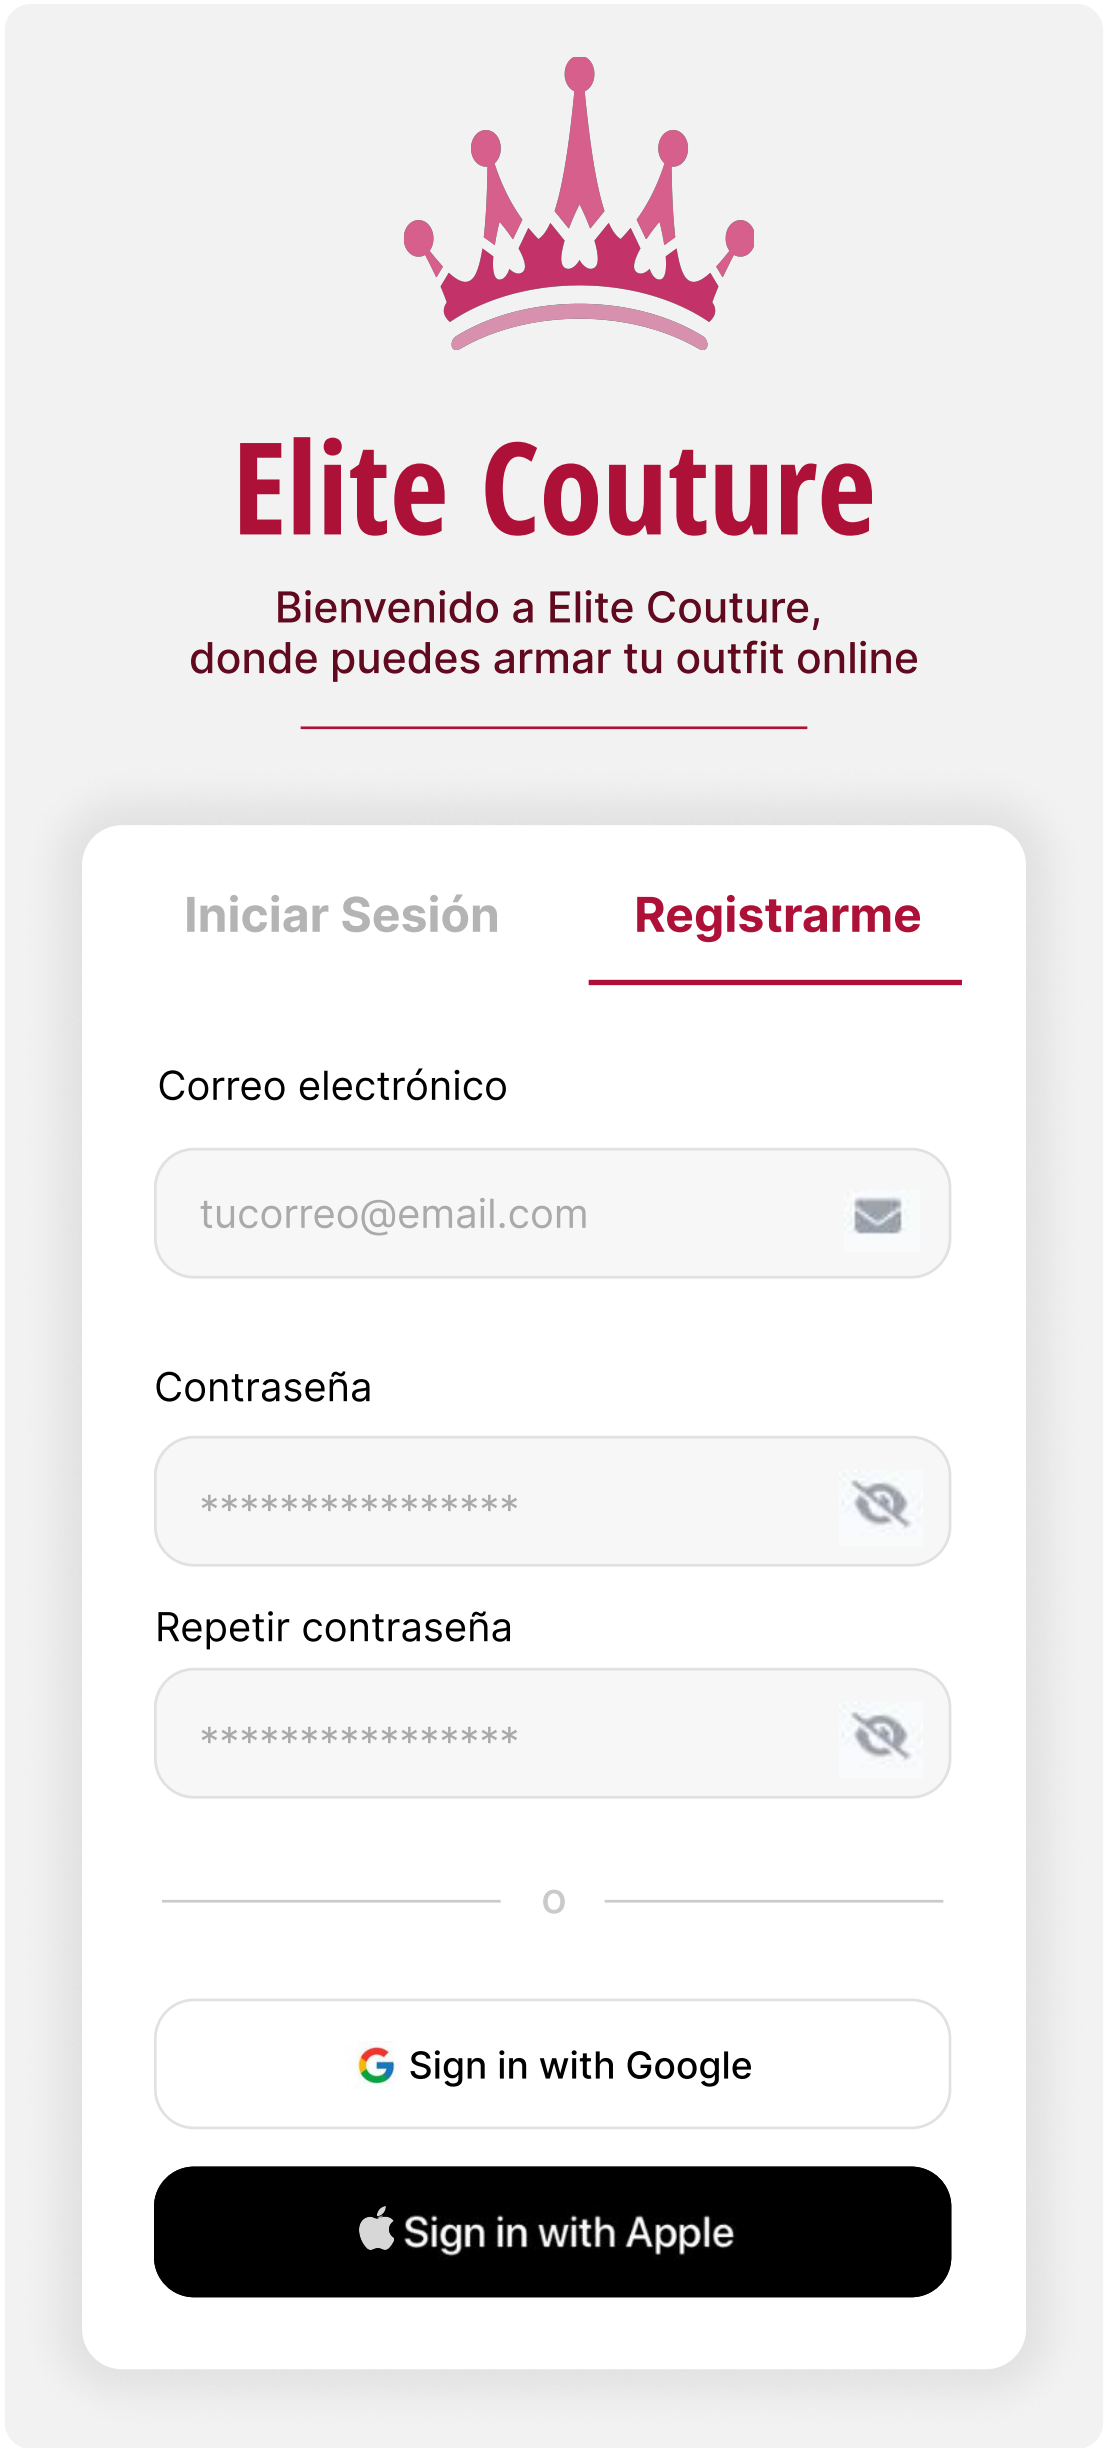 Elite Couture
Bienvenido a Elite Couture,
donde puedes armar tu outfit online
Iniciar Sesión
Registrarme
Correo electrónico
tucorreo@email.com
Contraseña
****************
Repetir contraseña
****************
o
Sign in with Google
Sign in with Apple